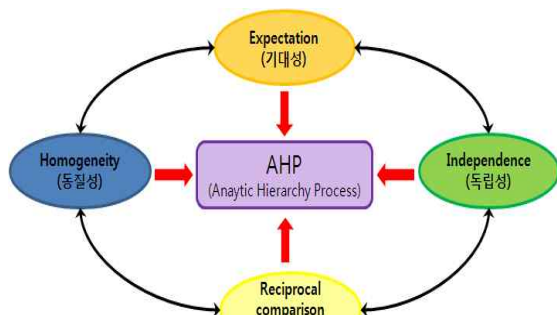 Expectation
(기대성)
Homogeneity
(동질성)
AHP
(Anaytic Hierarchy Process)
Independence
(독립성)
Reciprocal
comparison